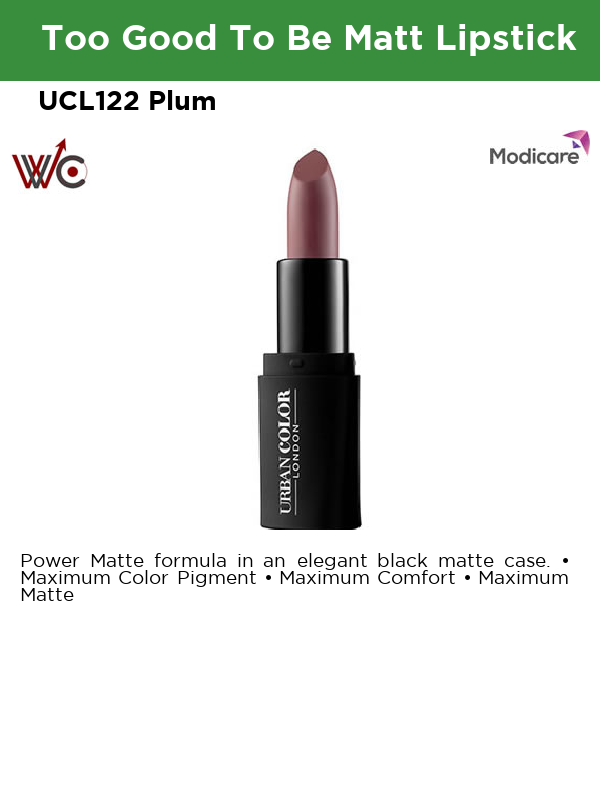 Too Good To Be Matt Lipstick
UCL122 Plum
WC
Modicare
URBAN COLOR
LONDON
Power Matte formula in an elegant black matte case. •
Maximum Color Pigment • Maximum Comfort • Maximum
Matte